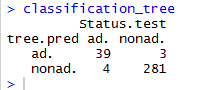 > classification_tree
Status.test
tree.pred ad. nonad.
ad. 39 3
nonad. 4 281
>